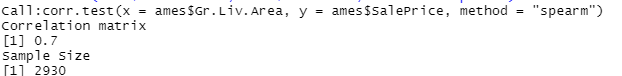 Call:corr.test(x = ames$Gr.Liv.Area, y = ames$SalePrice, method = "spearm")
Correlation matrix
[1] 0.7
Sample Size
[1] 2930